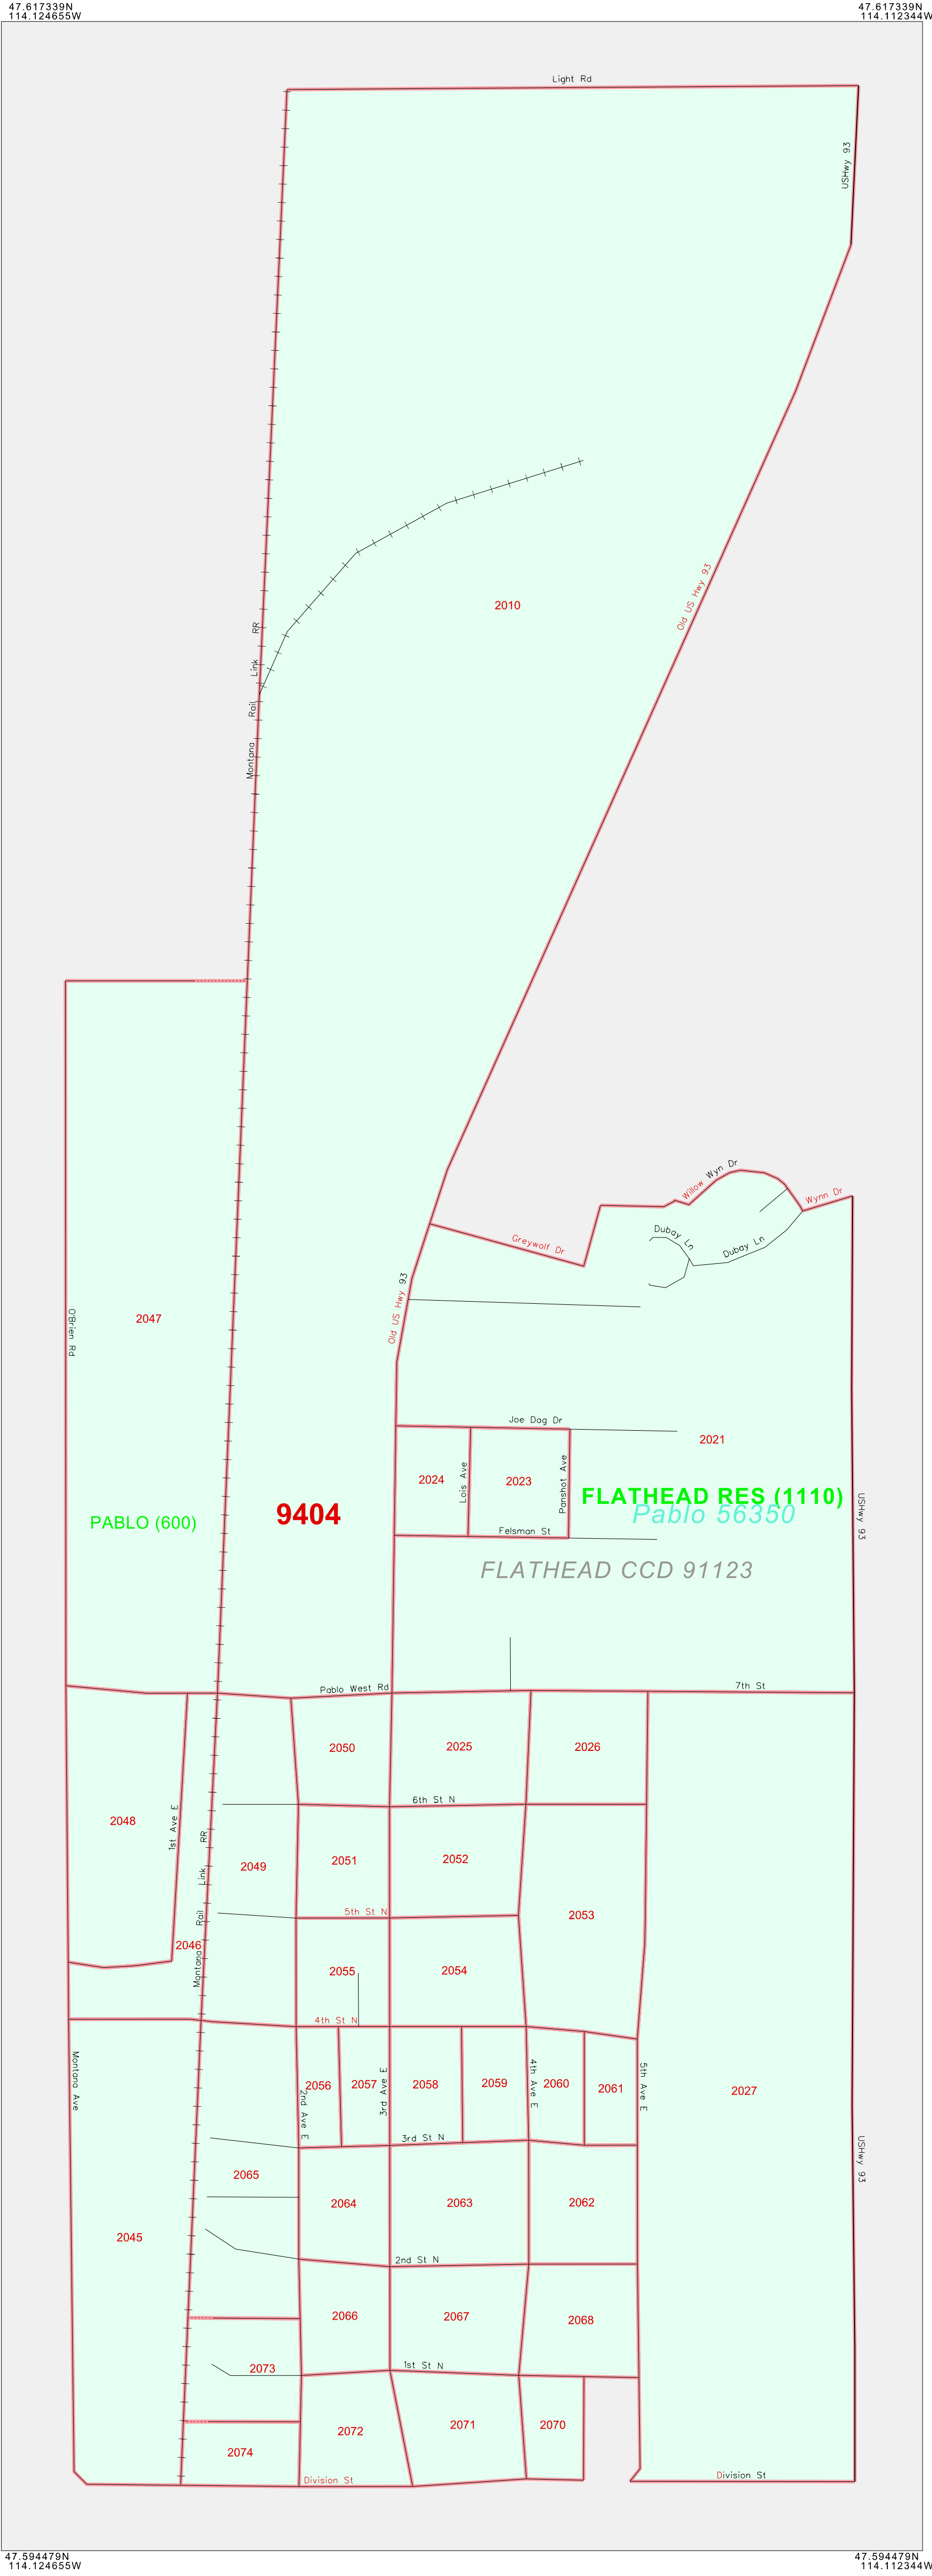 47.617339N
114.124655W
47.617339N
114.112344W
Light Rd
USHwy 93
Old US Hwy 93
2010
Montana Rail Link RR
Willow Wyn Dr
Wynn Dr
Dubay Ln
Dubay Ln
Greywolf Dr
Old US Hwy 93
O'Brien Rd
2047
Joe Dag Dr
2021
2024
Lois Ave
2023
Panshot Ave
FLATHEAD RES (1110)
Pablo 56350
PABLO (600)
9404
USHwy 93
Felsman St
FLATHEAD CCD 91123
Pablo West Rd
7th St
2050
2025
2026
6th St N
2048
1st Ave E
Montana Rail Link RR
2049
2051
2052
5th St N
2053
2046
2055
2054
4th St N
Montana Ave
2056
2nd Ave E
2057
3rd Ave E
2058
2059
4th Ave E
2060
2061
5th Ave E
2027
3rd St N
USHwy 93
2065
2064
2063
2062
2045
2nd St N
2066
2067
2068
1st St N
2073
2072
2071
2070
2074
Division St
Division St
47.594479N
114.124655W
47.594479N
114.112344W